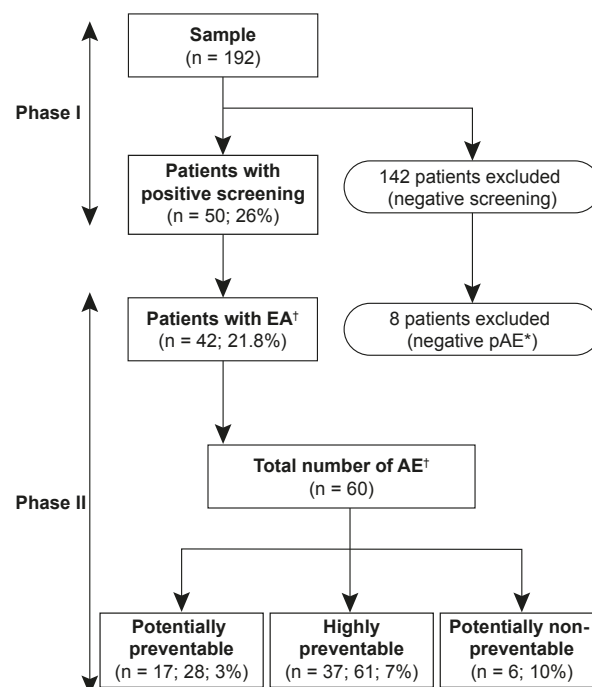 Sample
(n = 192)
Phase I
Patients with
positive screening
(n = 50; 26%)
142 patients excluded
(negative screening)
Patients with EA†
(n = 42; 21.8%)
8 patients excluded
(negative pAE*)
Total number of AE†
(n = 60)
Phase II
Potentially
preventable
(n = 17; 28; 3%)
Highly
preventable
(n = 37; 61; 7%)
Potentially non-
preventable
(n = 6; 10%)